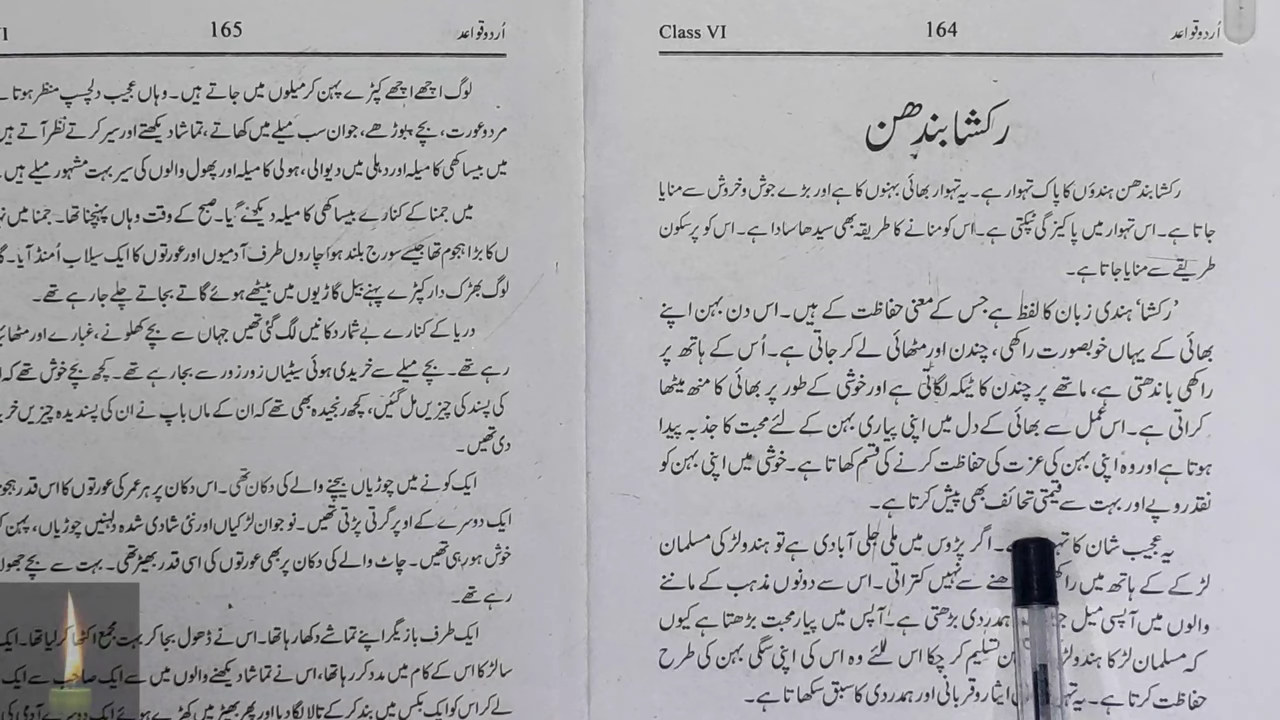 اُردو قواعد 164 Class VI
رکشا بندھن
رکشا بندھن ہندوؤں کا پاک تہوار ہے۔ یہ تہوار بھائی بہنوں کا ہے اور بڑے جوش و خروش سے منایا
جاتا ہے۔ اس تہوار میں پاکیزگی ٹپکتی ہے۔ اس کو منانے کا طریقہ بھی سیدھا سادا ہے۔ اس کو پرسکون
طریقے سے منایا جاتا ہے۔
’رکشا‘ ہندی زبان کا لفظ ہے جس کے معنی حفاظت کے ہیں۔ اس دن بہن اپنے
بھائی کے یہاں خوبصورت راکھی، چندن اور مٹھائی لے کر جاتی ہے۔ اُس کے ہاتھ پر
راکھی باندھتی ہے، ماتھے پر چندن کا ٹیکہ لگاتی ہے اور خوشی کے طور پر بھائی کا منھ میٹھا
کراتی ہے۔ اس عمل سے بھائی کے دل میں اپنی پیاری بہن کے لئے محبت کا جذبہ پیدا
ہوتا ہے اور وہ اپنی بہن کی عزت کی حفاظت کرنے کی قسم کھاتا ہے۔ خوشی میں اپنی بہن کو
نقد روپے اور بہت سے قیمتی تحائف بھی پیش کرتا ہے۔
یہ عجیب شان کا ۔ اگر پڑوس میں ملی جلی آبادی ہے تو ہندو لڑکی مسلمان
لڑکے کے ہاتھ میں سے نہیں کتراتی۔ اس سے دونوں مذہب کے ماننے
والوں میں آپسی میل ہمدردی بڑھتی ہے۔ آپس میں پیار محبت بڑھتا ہے کیوں
کہ مسلمان لڑکا ہندو تسلیم کر چکا اس لئے وہ اس کی اپنی سگی بہن کی طرح
حفاظت کرتا ہے۔ یہ ایثار و قربانی اور ہمدردی کا سبق سکھاتا ہے۔
اُردو قواعد 165 VI
لوگ اچھے اچھے کپڑے پہن کر میلوں میں جاتے ہیں۔ وہاں عجیب دلچسپ منظر ہوتا
مرد و عورت، بچے بوڑھے، جوان سب میلے میں کھاتے، تماشا دیکھتے اور سیر کرتے نظر آتے ہیں
میں بیساکھی کا میلہ اور دہلی میں دیوالی، ہولی کا میلہ اور پھول والوں کی سیر بہت مشہور میلے ہیں
میں جمنا کے کنارے بیساکھی کا میلہ دیکھنے گیا۔ صبح کے وقت وہاں پہنچنا تھا۔ جمنا میں
کا بڑا ہجوم تھا جیسے سورج بلند ہوا چاروں طرف آدمیوں اور عورتوں کا ایک سیلاب اُمنڈ آیا۔
لوگ بھڑک دار کپڑے پہنے بیل گاڑیوں میں بیٹھے ہوئے گاتے بجاتے چلے جا رہے تھے۔
دریا کے کنارے بے شمار دکانیں لگ گئی تھیں جہاں سے بچے کھلونے، غبارے اور
رہے تھے۔ بچے میلے سے خریدی ہوئی سیٹیاں زور زور سے بجا رہے تھے۔ کچھ بچے خوش تھے کہ
کی پسند کی چیزیں مل گئیں، کچھ رنجیدہ بھی تھے کہ ان کے ماں باپ نے ان کی پسندیدہ چیزیں
دی تھیں۔
ایک کونے میں چوڑیاں بیچنے والے کی دکان تھی۔ اس دکان پر ہر عمر کی عورتوں کا اس قدر
ایک دوسرے کے اوپر گرتی پڑتی تھیں۔ نوجوان لڑکیاں اور نئی شادی شدہ دلہنیں چوڑیاں، پہن
خوش ہو رہی تھیں۔ چاٹ والے کی دکان پر بھی عورتوں کی اسی قدر بھیڑ تھی۔ بہت سے بچے
رہے تھے۔
ایک طرف بازیگر اپنے تماشے دکھا رہا تھا۔ اس نے ڈھول بجا کر بہت مجمع اکٹھا کر لیا تھا۔ ایک
سا لڑکا اس کے کام میں مدد کر رہا تھا، اس نے تماشا دیکھنے والوں میں سے ایک صاحب سے ایک
لے کر اس کو ایک بکس میں بند کر کے تالا لگا دیا اور پھر بھیڑ میں کھڑے ہوئے ایک دوسرے آدمی کی